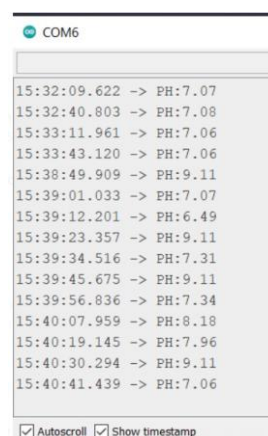 COM6
15:32:09.622 -> PH:7.07
15:32:40.803 -> PH:7.08
15:33:11.961 -> PH:7.06
15:33:43.120 -> PH:7.06
15:38:49.909 -> PH:9.11
15:39:01.033 -> PH:7.07
15:39:12.201 -> PH:6.49
15:39:23.357 -> PH:9.11
15:39:34.516 -> PH:7.31
15:39:45.675 -> PH:9.11
15:39:56.836 -> PH:7.34
15:40:07.959 -> PH:8.18
15:40:19.145 -> PH:7.96
15:40:30.294 -> PH:9.11
15:40:41.439 -> PH:7.06
Autoscroll Show timestamp